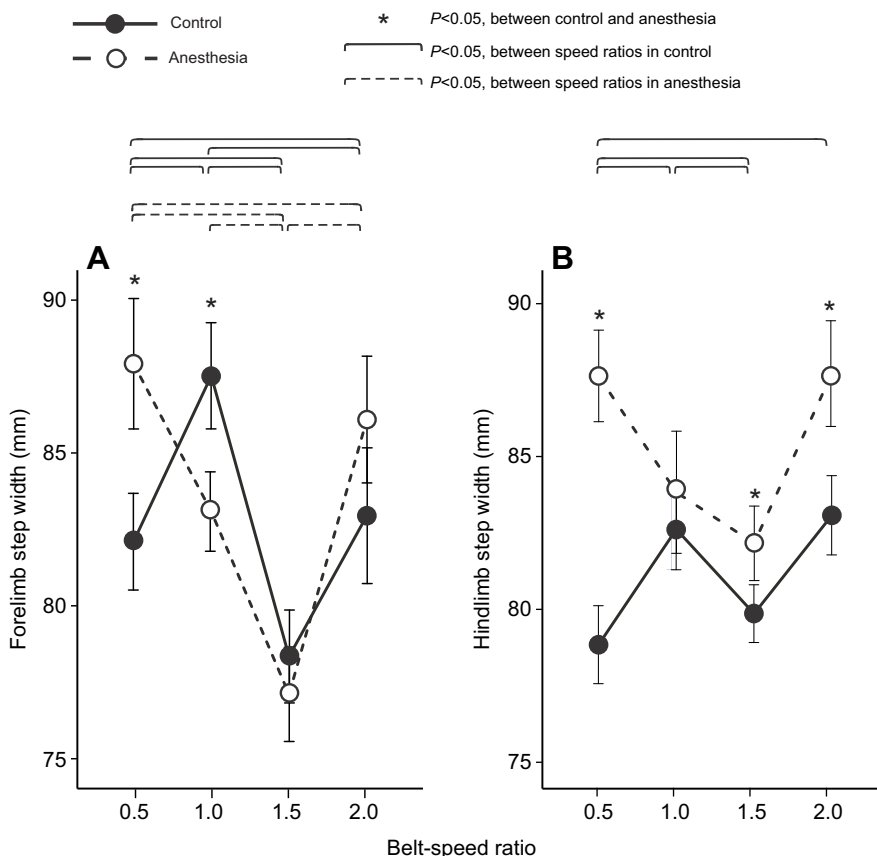 Control
Anesthesia
* P<0.05, between control and anesthesia
P<0.05, between speed ratios in control
P<0.05, between speed ratios in anesthesia
A
* *
90
85
80
75
Forelimb step width (mm)
0.5 1.0 1.5 2.0
B
* * *
90
85
80
75
Hindlimb step width (mm)
0.5 1.0 1.5 2.0
Belt-speed ratio